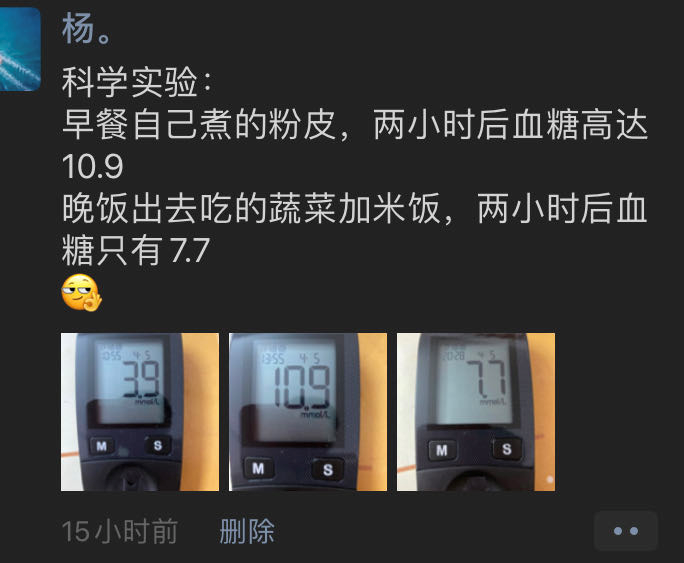 杨。
科学实验：
早餐自己煮的粉皮，两小时后血糖高达
10.9
晚饭出去吃的蔬菜加米饭，两小时后血
糖只有 7.7
10:55 4 5
3.9
mmol/L
M S
13:55 4 5
10.9
mmol/L
M S
20:28 4 5
7.7
mmol/L
M S
15小时前 删除